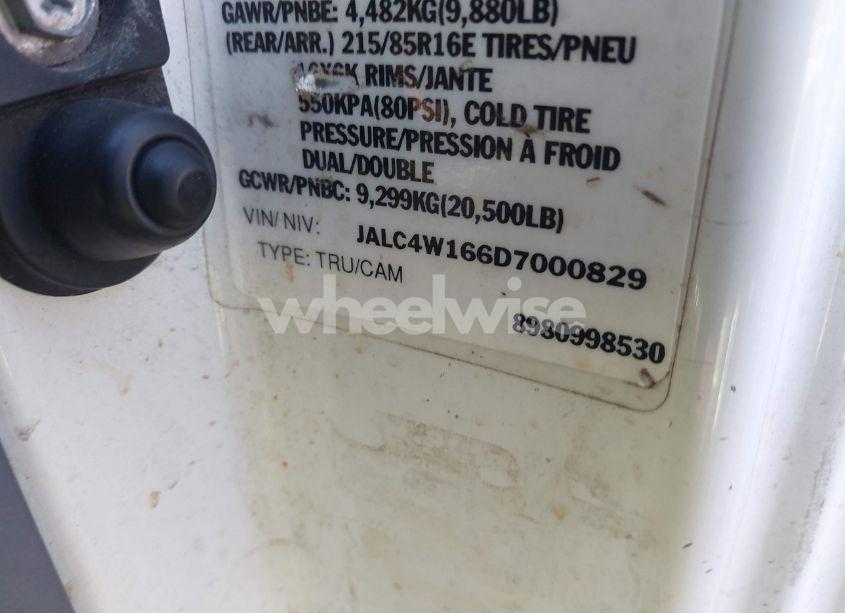 GAWR/PNBE: 4,482KG(9,880LB)
(REAR/ARR.) 215/85R16E TIRES/PNEU
16X6K RIMS/JANTE
550KPA(80PSI), COLD TIRE
PRESSURE/PRESSION À FROID
DUAL/DOUBLE
GCWR/PNBC: 9,299KG(20,500LB)
VIN/ NIV: JALC4W166D7000829
TYPE: TRU/CAM
wheelwise
8980998530